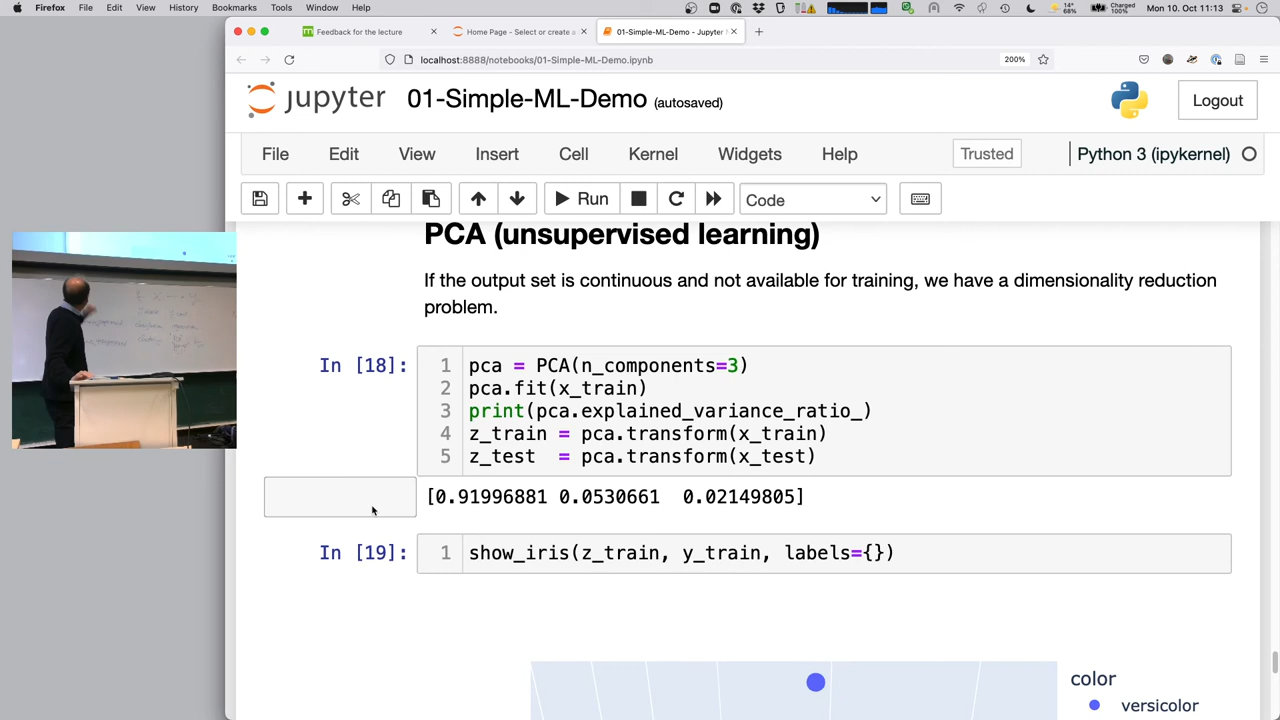 Firefox File Edit View History Bookmarks Tools Window Help
14° 68% Charged Mon 10. Oct 11:13
Feedback for the lecture
Home Page - Select or create a
01-Simple-ML-Demo - Jupyter
localhost:8888/notebooks/01-Simple-ML-Demo.ipynb
200%
jupyter 01-Simple-ML-Demo (autosaved)
Logout
File Edit View Insert Cell Kernel Widgets Help
Trusted
Python 3 (ipykernel)
Run
Code
PCA (unsupervised learning)
If the output set is continuous and not available for training, we have a dimensionality reduction
problem.
In [18]:
1 pca = PCA(n_components=3)
2 pca.fit(x_train)
3 print(pca.explained_variance_ratio_)
4 z_train = pca.transform(x_train)
5 z_test = pca.transform(x_test)
[0.91996881 0.0530661 0.02149805]
In [19]:
1 show_iris(z_train, y_train, labels={})
color
versicolor